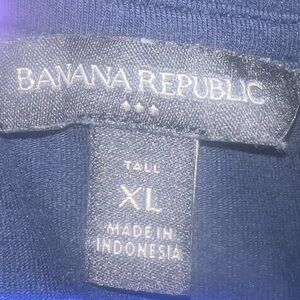 BANANA REPUBLIC
TALL
XL
MADE IN
INDONESIA